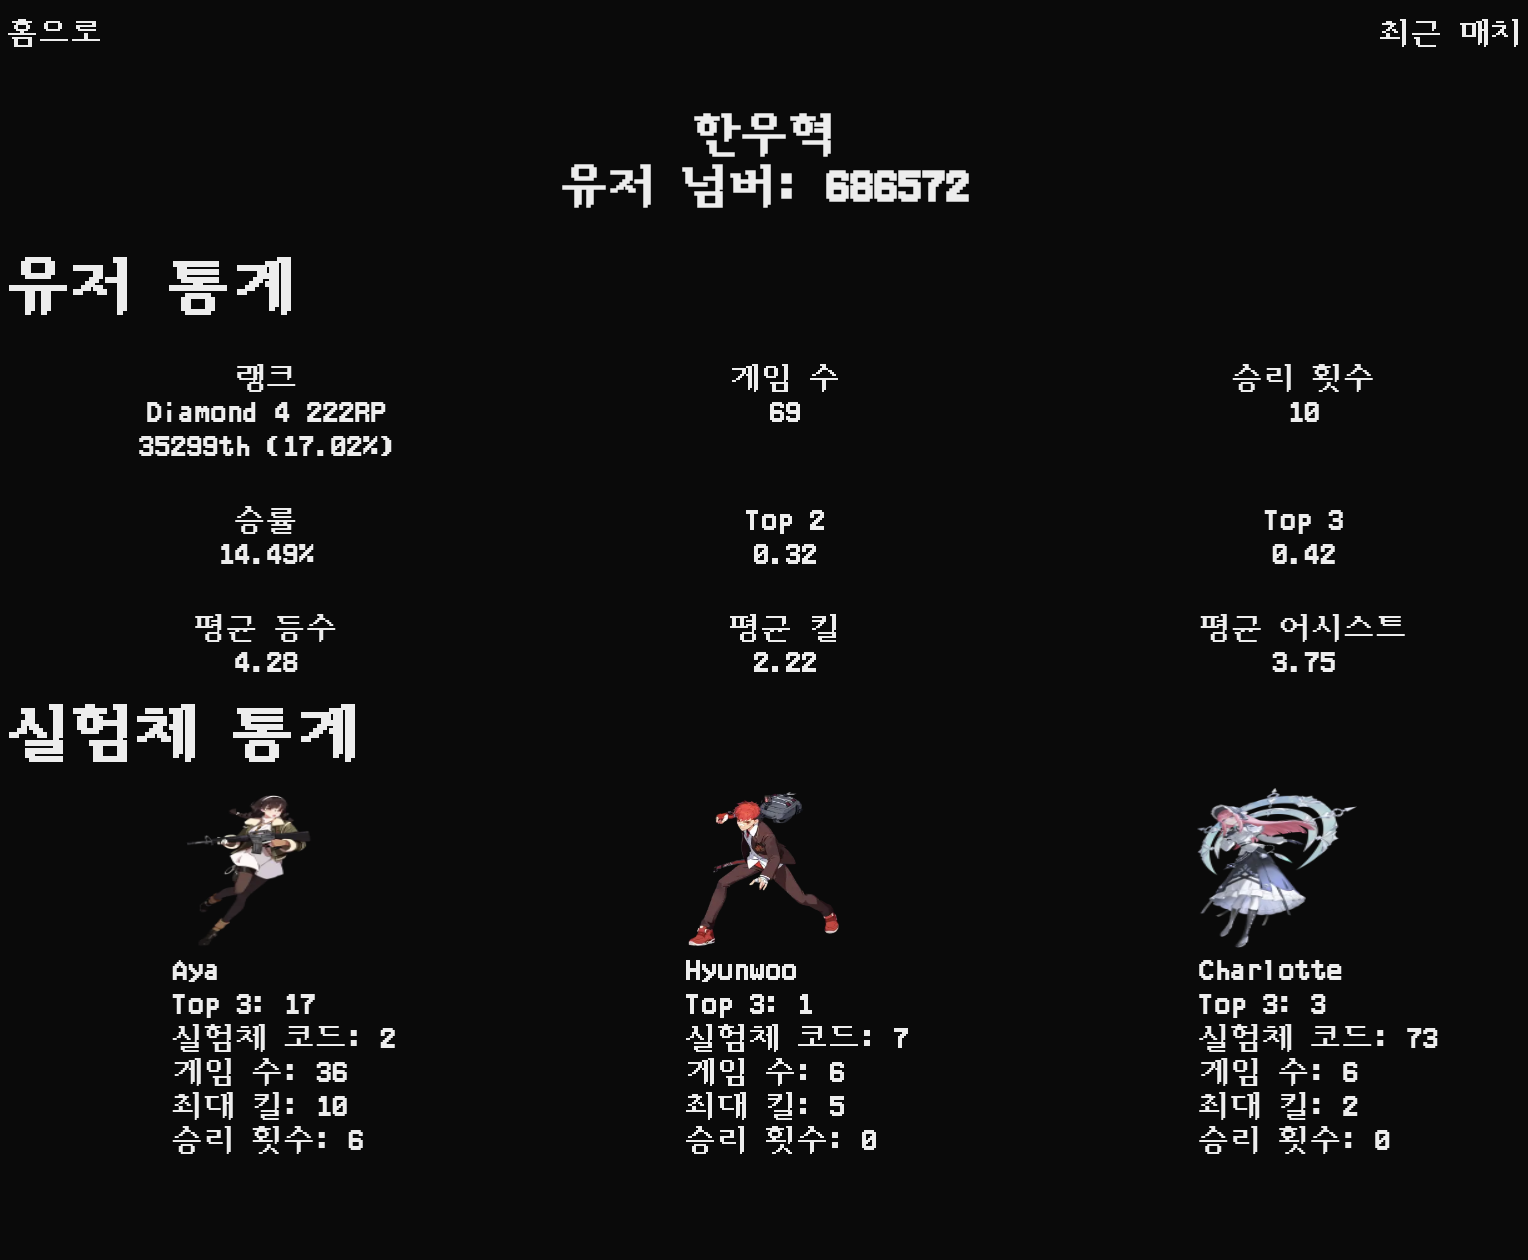 홈으로
최근 매치
한우혁
유저 넘버: 686572
유저 통계
랭크
Diamond 4 222RP
35299th (17.02%)
게임 수
69
승리 횟수
10
승률
14.49%
Top 2
0.32
Top 3
0.42
평균 등수
4.28
평균 킬
2.22
평균 어시스트
3.75
실험체 통계
Aya
Top 3: 17
실험체 코드: 2
게임 수: 36
최대 킬: 10
승리 횟수: 6
Hyunwoo
Top 3: 1
실험체 코드: 7
게임 수: 6
최대 킬: 5
승리 횟수: 0
Charlotte
Top 3: 3
실험체 코드: 73
게임 수: 6
최대 킬: 2
승리 횟수: 0